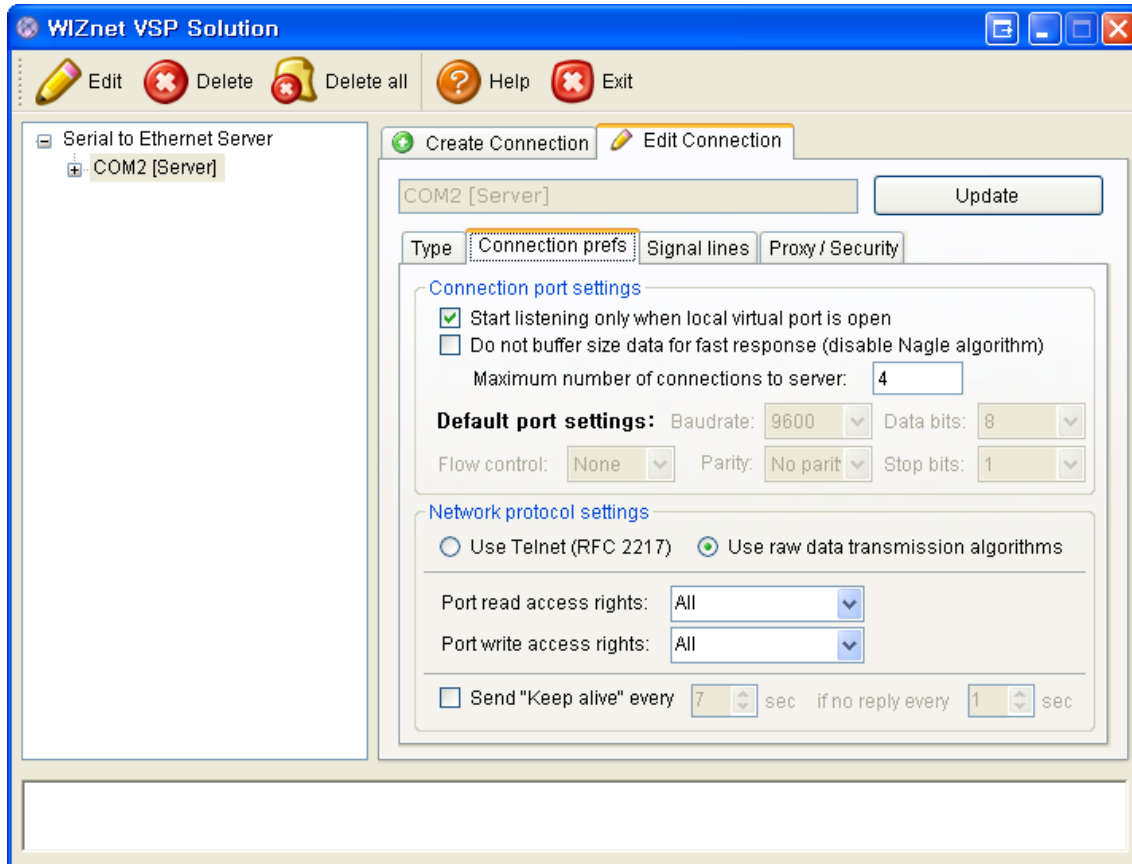 WIZnet VSP Solution
Edit Delete Delete all Help Exit
Serial to Ethernet Server
COM2 [Server]
Create Connection Edit Connection
COM2 [Server] Update
Type Connection prefs Signal lines Proxy / Security
Connection port settings
Start listening only when local virtual port is open
Do not buffer size data for fast response (disable Nagle algorithm)
Maximum number of connections to server: 4
Default port settings: Baudrate: 9600 Data bits: 8
Flow control: None Parity: No parit Stop bits: 1
Network protocol settings
Use Telnet (RFC 2217) Use raw data transmission algorithms
Port read access rights: All
Port write access rights: All
Send "Keep alive" every 7 sec if no reply every 1 sec